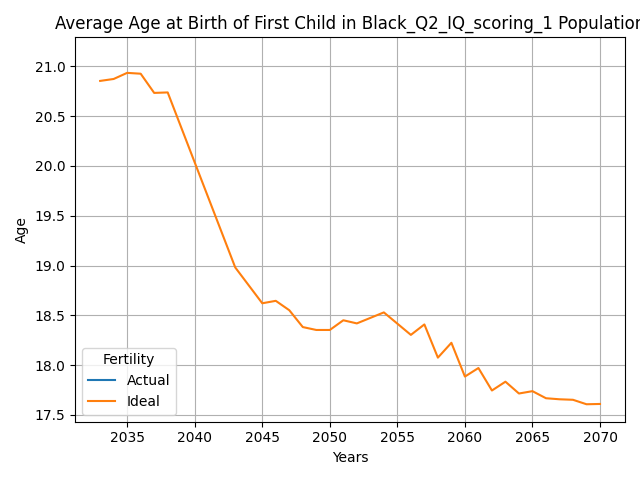 Average Age at Birth of First Child in Black_Q2_IQ_scoring_1 Population
21.0
20.5
20.0
19.5
19.0
18.5
18.0
17.5
Age
Fertility
Actual
Ideal
2035 2040 2045 2050 2055 2060 2065 2070
Years